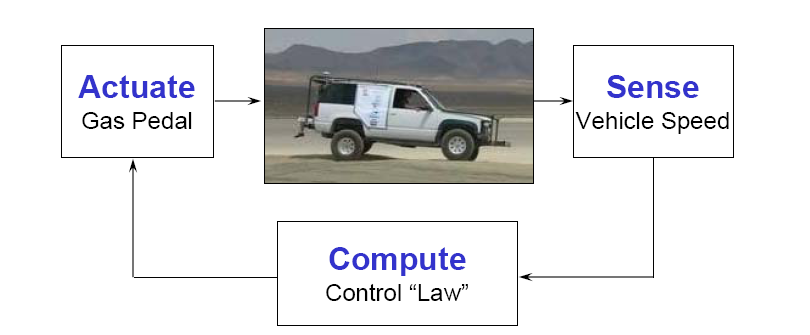 Actuate
Gas Pedal
Sense
Vehicle Speed
Compute
Control “Law”